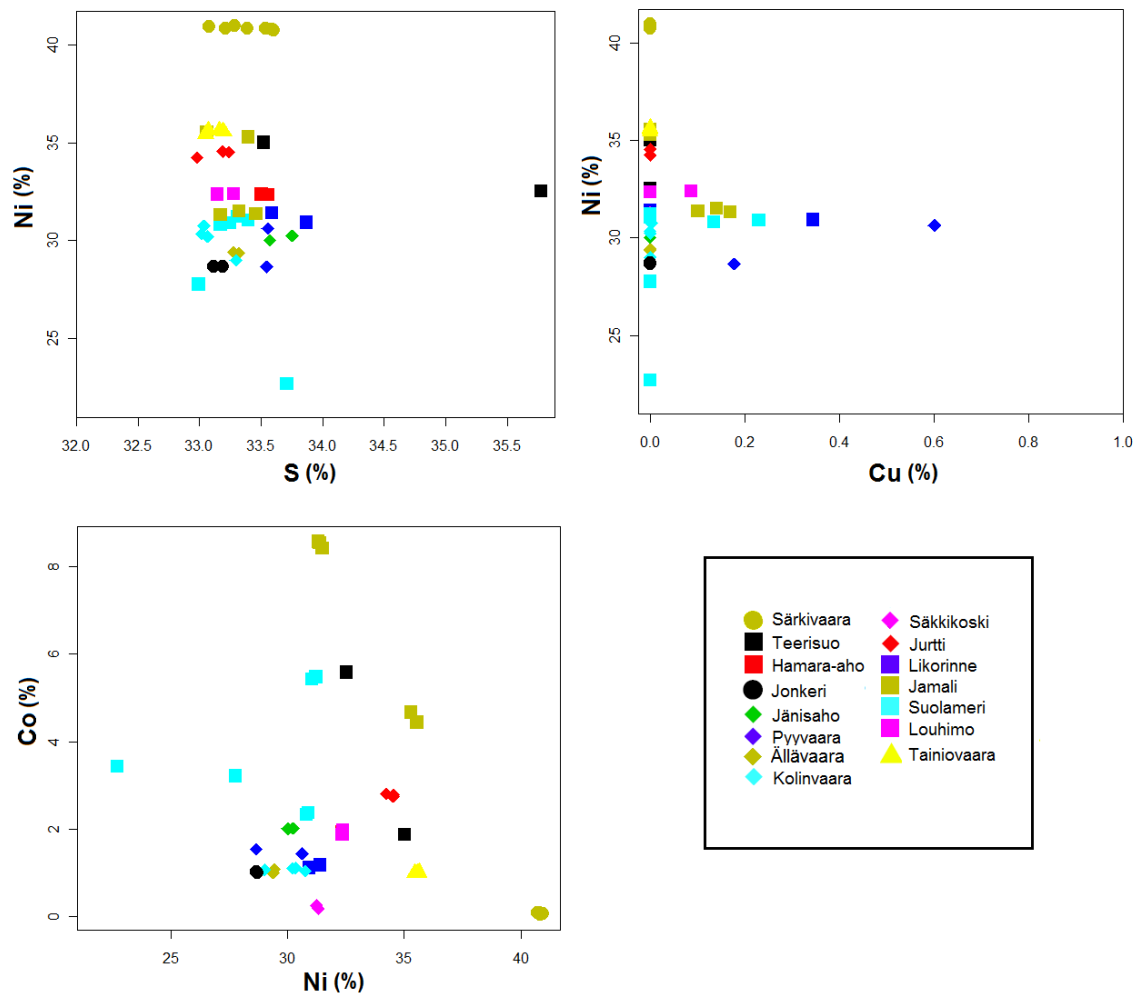 40
35
30
25
Ni (%)
32.0 32.5 33.0 33.5 34.0 34.5 35.0 35.5
S (%)
40
35
30
25
Ni (%)
0.0 0.2 0.4 0.6 0.8 1.0
Cu (%)
8
6
4
2
0
Co (%)
25 30 35 40
Ni (%)
Särkivaara
Teerisuo
Hamara-aho
Jonkeri
Jänisaho
Pyyvaara
Ällävaara
Kolinvaara
Säkkikoski
Jurtti
Likorinne
Jamali
Suolameri
Louhimo
Tainiovaara